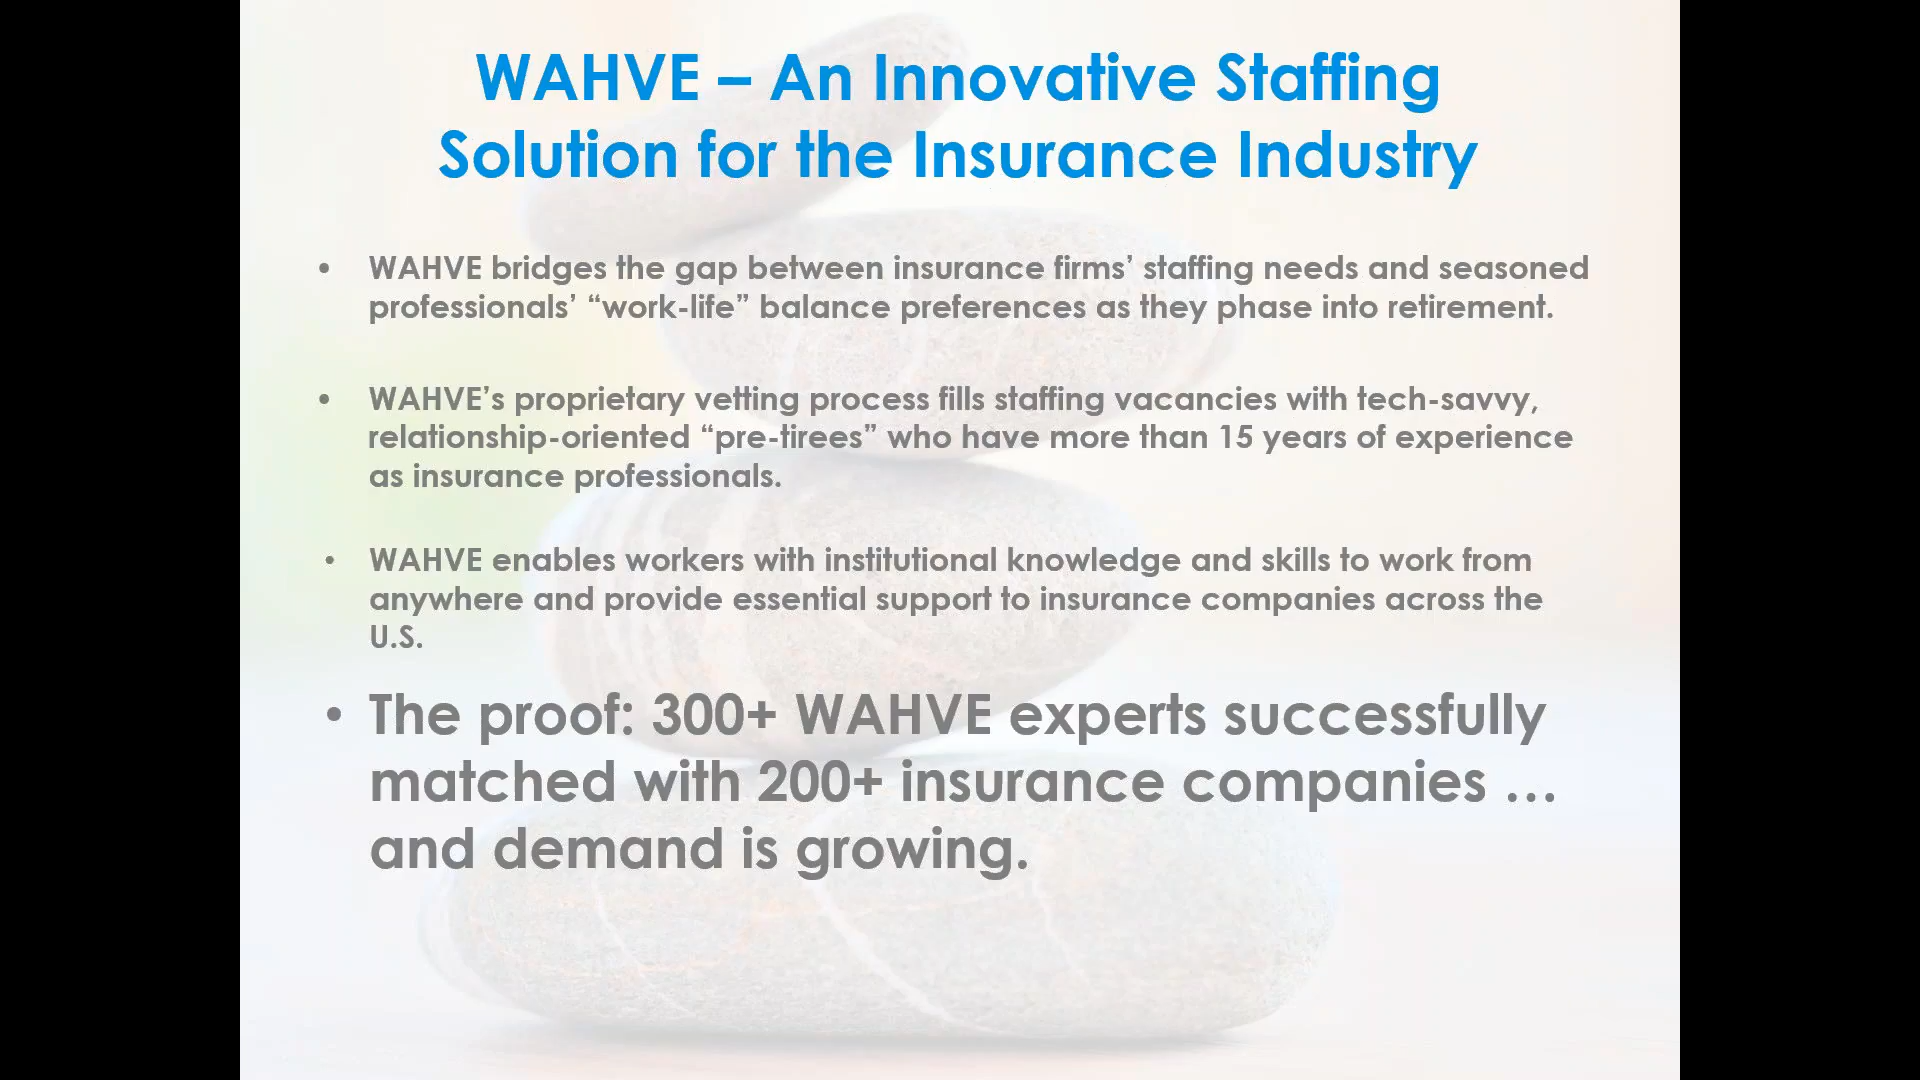 WAHVE – An Innovative Staffing
Solution for the Insurance Industry
• WAHVE bridges the gap between insurance firms’ staffing needs and seasoned
professionals’ “work-life” balance preferences as they phase into retirement.
• WAHVE’s proprietary vetting process fills staffing vacancies with tech-savvy,
relationship-oriented “pre-tirees” who have more than 15 years of experience
as insurance professionals.
• WAHVE enables workers with institutional knowledge and skills to work from
anywhere and provide essential support to insurance companies across the
U.S.
• The proof: 300+ WAHVE experts successfully
matched with 200+ insurance companies …
and demand is growing.